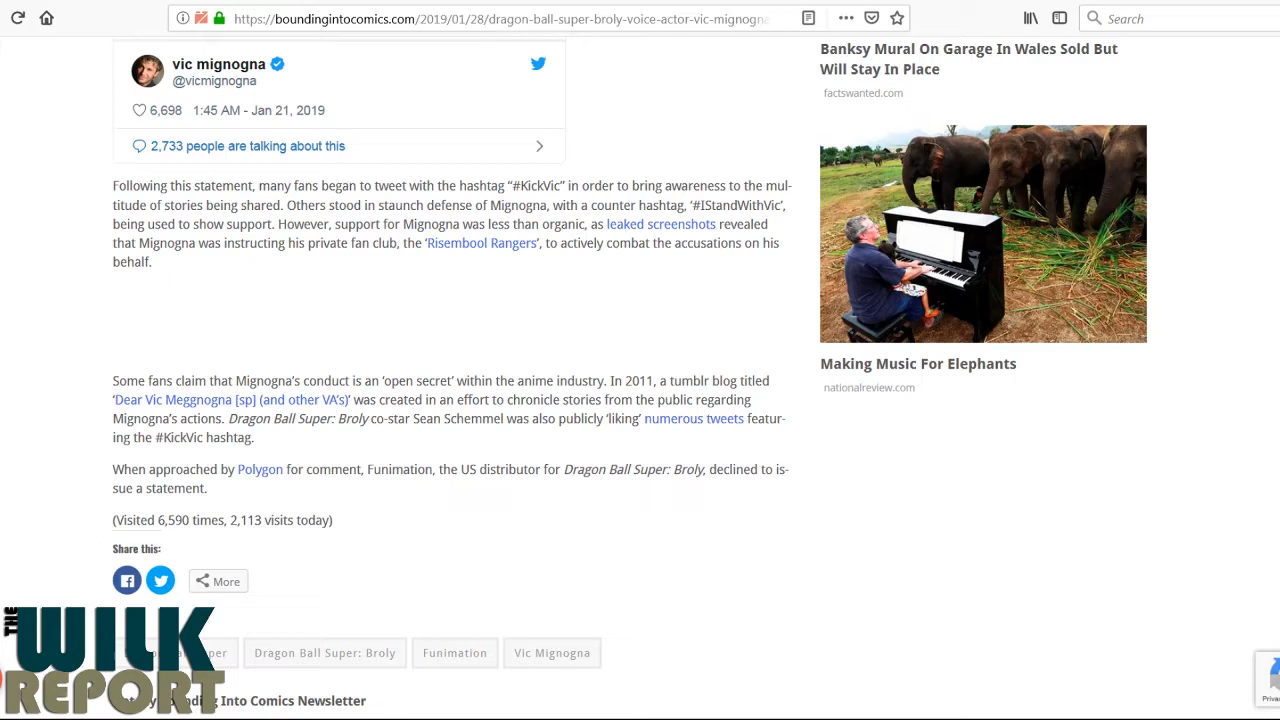 https://boundingintocomics.com/2019/01/28/dragon-ball-super-broly-voice-actor-vic-mignogna
Search
vic mignogna
@vicmignogna
6,698 1:45 AM - Jan 21, 2019
2,733 people are talking about this
Following this statement, many fans began to tweet with the hashtag “#KickVic” in order to bring awareness to the mul-
titude of stories being shared. Others stood in staunch defense of Mignogna, with a counter hashtag, ‘#IStandWithVic’,
being used to show support. However, support for Mignogna was less than organic, as leaked screenshots revealed
that Mignogna was instructing his private fan club, the ‘Risembool Rangers’, to actively combat the accusations on his
behalf.
Some fans claim that Mignogna’s conduct is an ‘open secret’ within the anime industry. In 2011, a tumblr blog titled
‘Dear Vic Meggnogna [sp] (and other VA’s)’ was created in an effort to chronicle stories from the public regarding
Mignogna’s actions. Dragon Ball Super: Broly co-star Sean Schemmel was also publicly ‘liking’ numerous tweets featur-
ing the #KickVic hashtag.
When approached by Polygon for comment, Funimation, the US distributor for Dragon Ball Super: Broly, declined to is-
sue a statement.
(Visited 6,590 times, 2,113 visits today)
Share this:
More
Dragon Ball Super: Broly
Funimation
Vic Mignogna
Into Comics Newsletter
THE
WILK
REPORT
Banksy Mural On Garage In Wales Sold But
Will Stay In Place
factswanted.com
Making Music For Elephants
nationalreview.com